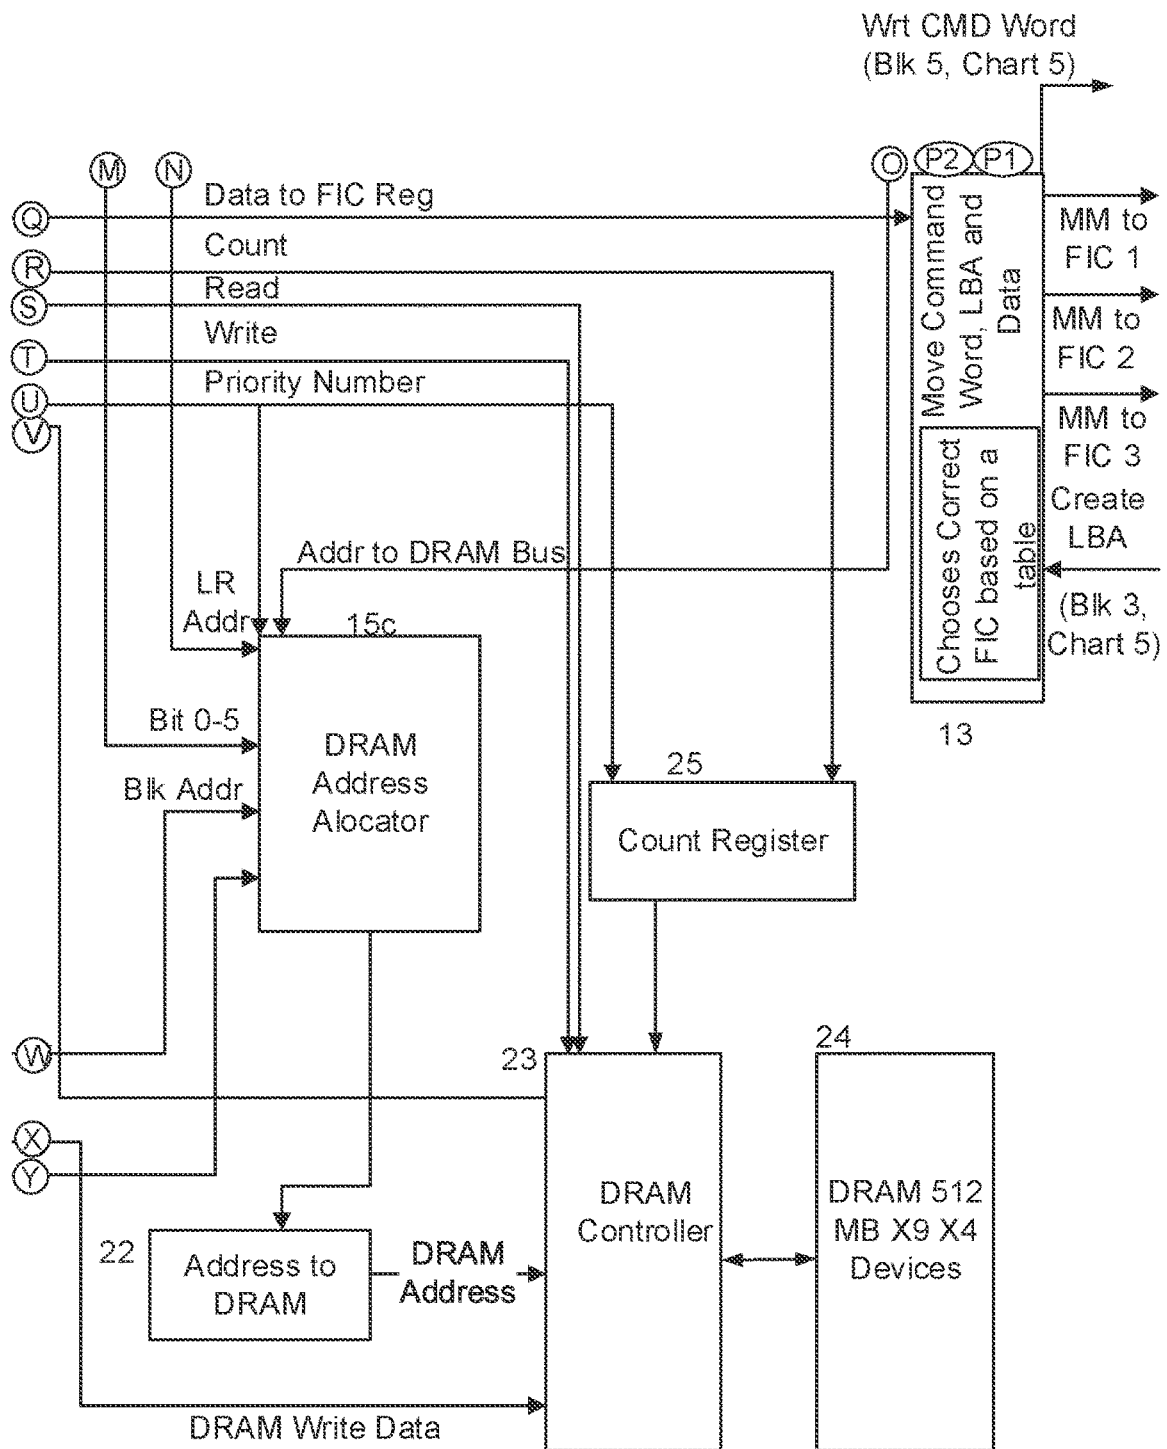 Wrt CMD Word
(Blk 5, Chart 5)
M
N
O
P2
P1
Q
Data to FIC Reg
R
Count
S
Read
T
Write
U
Priority Number
V
Move Command
Word, LBA and
Data
MM to
FIC 1
MM to
FIC 2
MM to
FIC 3
Chooses Correct
FIC based on a
table
Create
LBA
(Blk 3,
Chart 5)
13
Addr to DRAM Bus
LR
Addr
15c
Bit 0-5
Blk Addr
DRAM
Address
Alocator
25
Count Register
W
X
Y
23
24
DRAM
Controller
DRAM 512
MB X9 X4
Devices
22
Address to
DRAM
DRAM
Address
DRAM Write Data